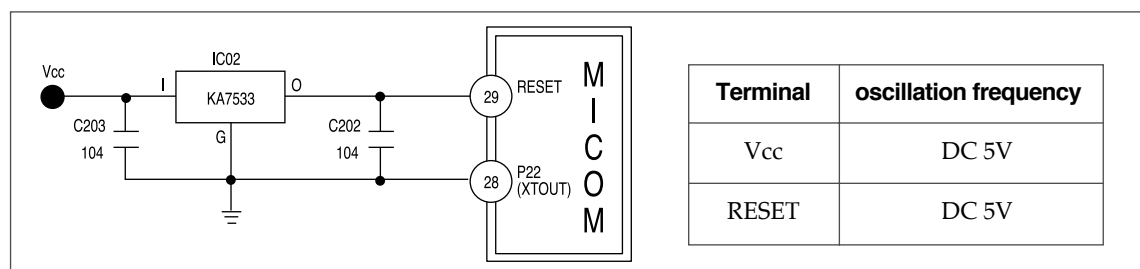 Vcc
I
IC02
KA7533
O
G
C203
104
C202
104
29
RESET
28
P22
(XTOUT)
M
I
C
O
M
Terminal
oscillation frequency
Vcc
DC 5V
RESET
DC 5V